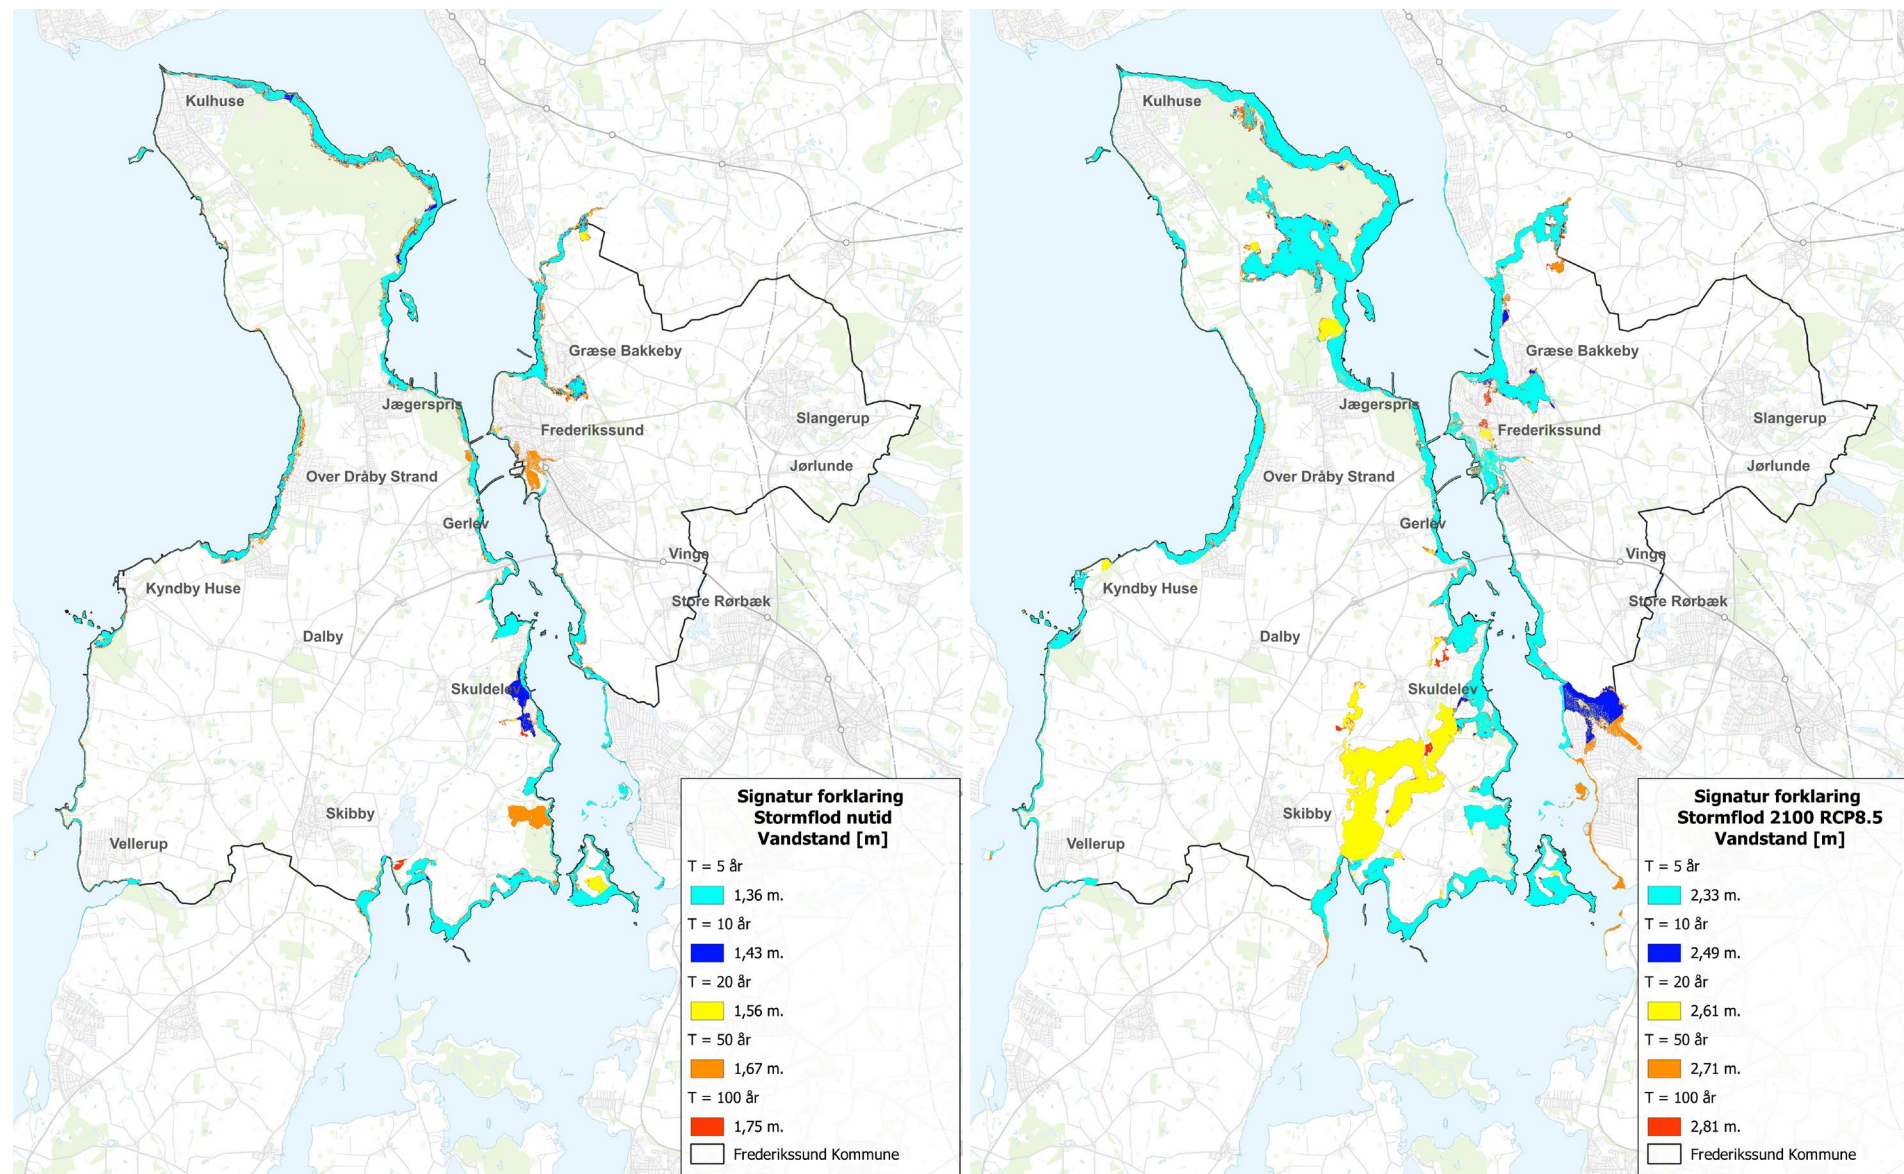 Kulhuse
Græse Bakkeby
Jægerspris
Slangerup
Frederikssund
Jørlunde
Over Dråby Strand
Gerlev
Vinge
Kyndby Huse
Store Rørbæk
Dalby
Skuldelev
Skibby
Vellerup
Signatur forklaring
Stormflod nutid
Vandstand [m]
T = 5 år
1,36 m.
T = 10 år
1,43 m.
T = 20 år
1,56 m.
T = 50 år
1,67 m.
T = 100 år
1,75 m.
Frederikssund Kommune
Kulhuse
Græse Bakkeby
Jægerspris
Slangerup
Frederikssund
Jørlunde
Over Dråby Strand
Gerlev
Vinge
Kyndby Huse
Store Rørbæk
Dalby
Skuldelev
Skibby
Vellerup
Signatur forklaring
Stormflod 2100 RCP8.5
Vandstand [m]
T = 5 år
2,33 m.
T = 10 år
2,49 m.
T = 20 år
2,61 m.
T = 50 år
2,71 m.
T = 100 år
2,81 m.
Frederikssund Kommune